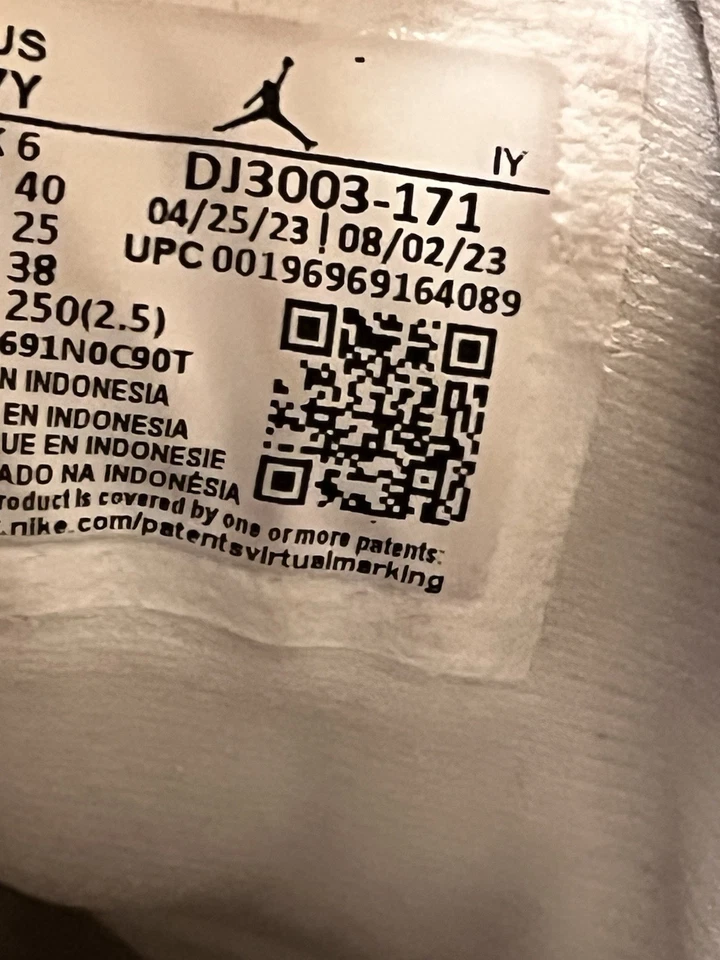 US
7Y
IY
6
40
25
38
250(2.5)
DJ3003-171
04/25/23 | 08/02/23
UPC 00196969164089
691N0C90T
N INDONESIA
EN INDONESIA
UE EN INDONESIE
ADO NA INDONÉSIA
roduct is covered by one or more patents:
.nike.com/patentsvirtualmarking